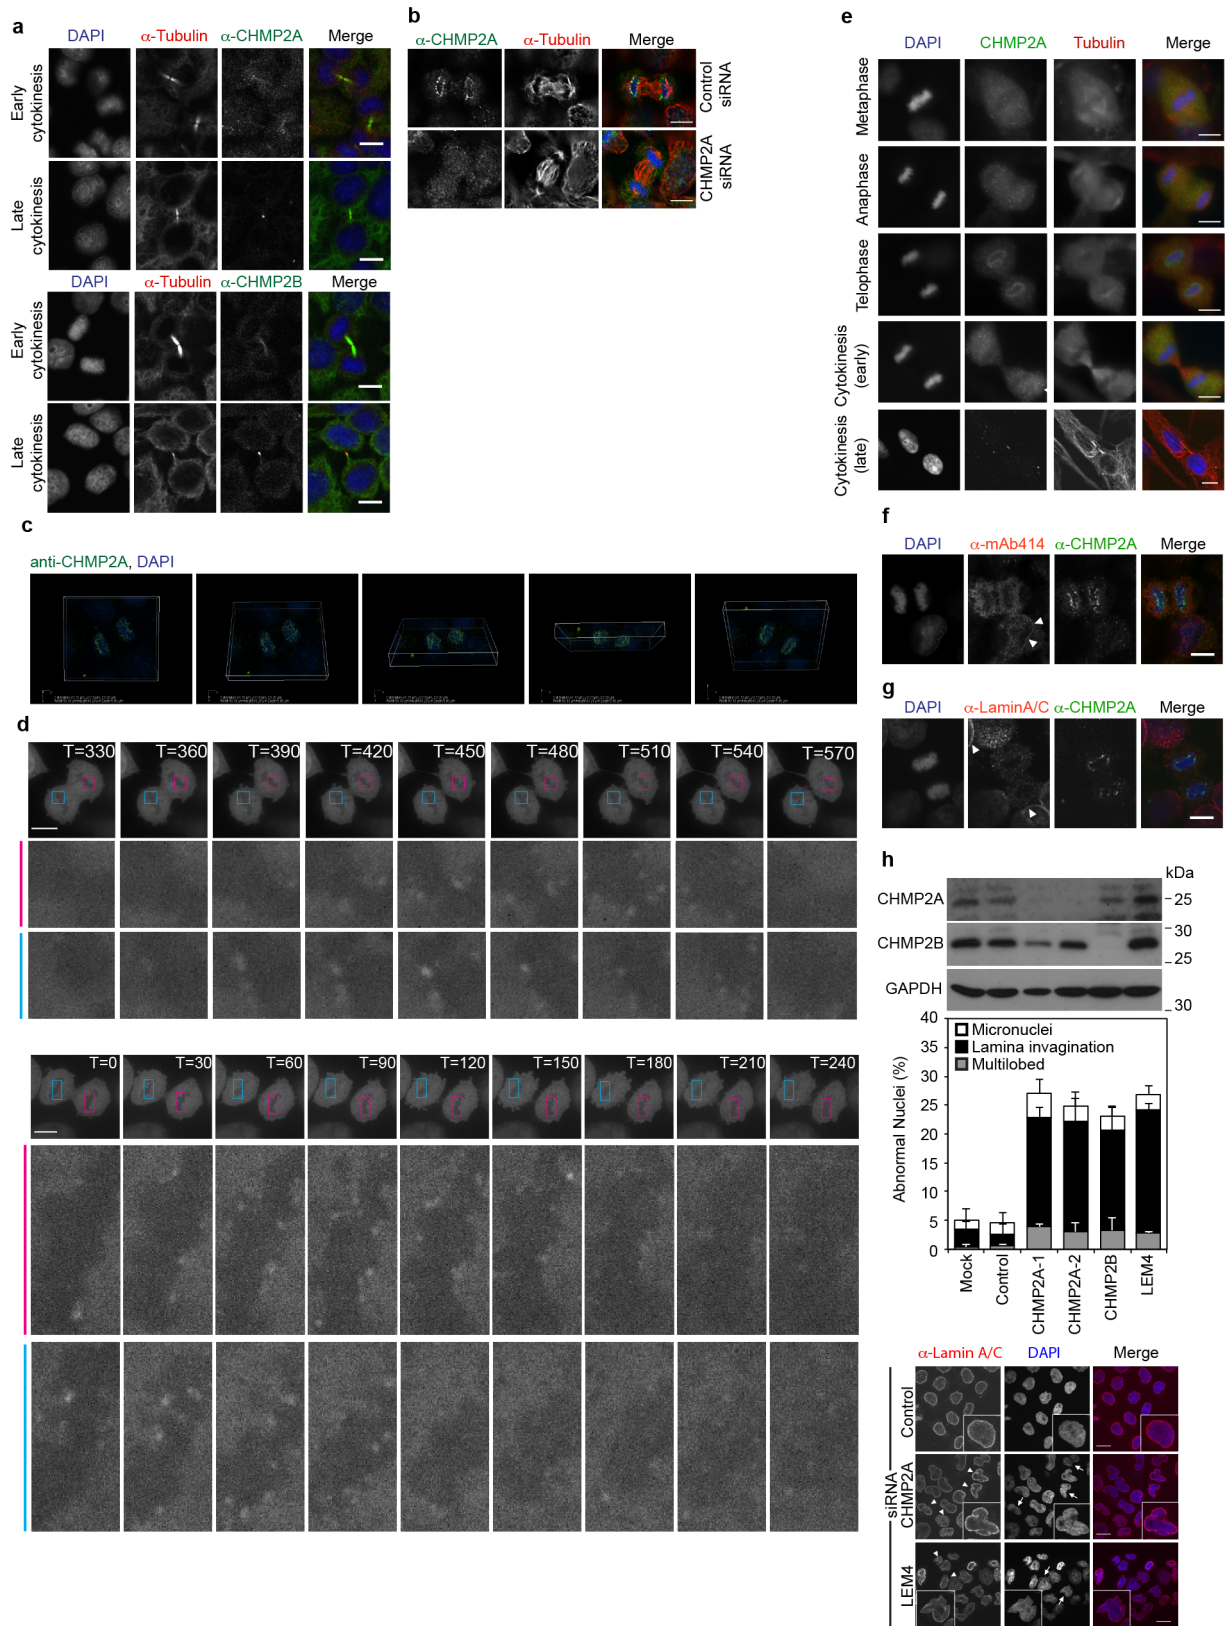 a
DAPI
α-Tubulin
α-CHMP2A
Merge
Early
cytokinesis
Late
cytokinesis
DAPI
α-Tubulin
α-CHMP2B
Merge
Early
cytokinesis
Late
cytokinesis
b
α-CHMP2A
α-Tubulin
Merge
Control
siRNA
CHMP2A
siRNA
c
anti-CHMP2A, DAPI
d
T=330
T=360
T=390
T=420
T=450
T=480
T=510
T=540
T=570
T=0
T=30
T=60
T=90
T=120
T=150
T=180
T=210
T=240
e
DAPI
CHMP2A
Tubulin
Merge
Metaphase
Anaphase
Telophase
Cytokinesis
(early)
Cytokinesis
(late)
f
DAPI
α-mAb414
α-CHMP2A
Merge
g
DAPI
α-LaminA/C
α-CHMP2A
Merge
h
kDa
CHMP2A
25
CHMP2B
30
25
GAPDH
30
Abnormal Nuclei (%)
40
35
30
25
20
15
10
5
0
Micronuclei
Lamina invagination
Multilobed
Mock
Control
CHMP2A-1
CHMP2A-2
CHMP2B
LEM4
α-Lamin A/C
DAPI
Merge
siRNA
Control
CHMP2A
LEM4